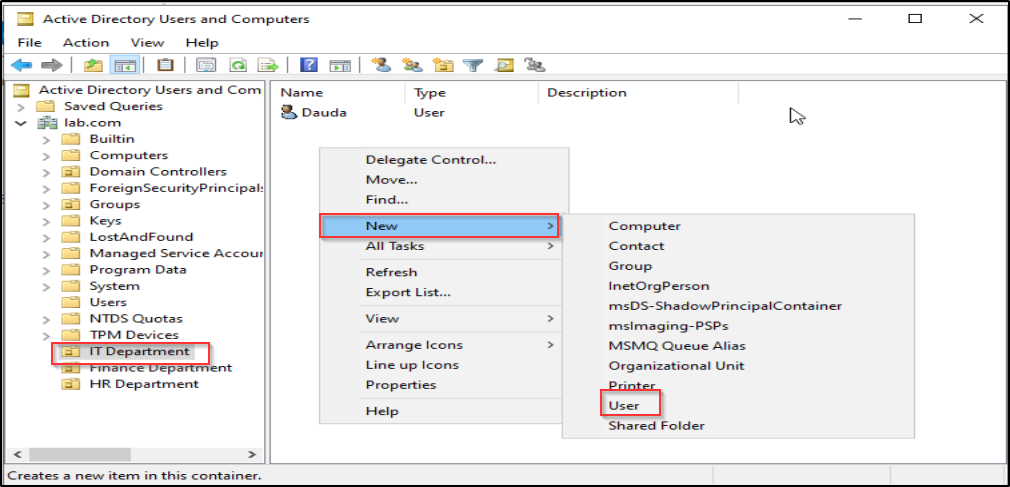 Active Directory Users and Computers
File Action View Help
Active Directory Users and Com
Saved Queries
lab.com
Builtin
Computers
Domain Controllers
ForeignSecurityPrincipals
Groups
Keys
LostAndFound
Managed Service Accour
Program Data
System
Users
NTDS Quotas
TPM Devices
IT Department
Finance Department
HR Department
Name Type Description
Dauda User
Delegate Control...
Move...
Find...
New
All Tasks
Refresh
Export List...
View
Arrange Icons
Line up Icons
Properties
Help
Computer
Contact
Group
InetOrgPerson
msDS-ShadowPrincipalContainer
msImaging-PSPs
MSMQ Queue Alias
Organizational Unit
Printer
User
Shared Folder
Creates a new item in this container.